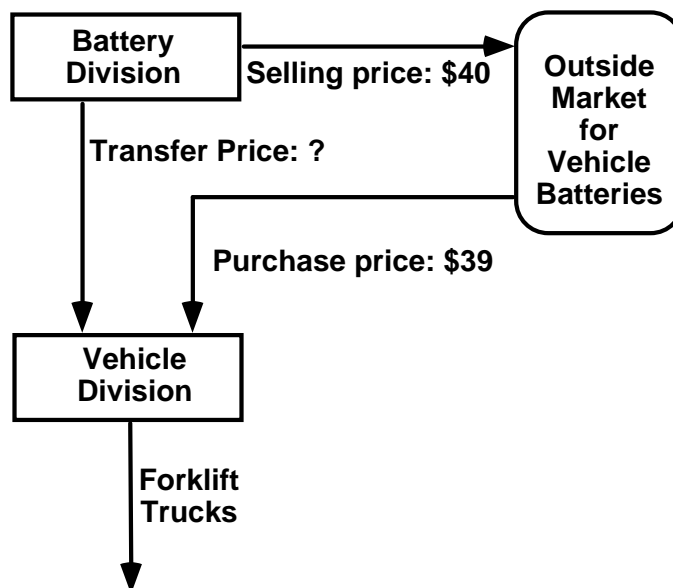 Battery
Division
Selling price: $40
Outside
Market
for
Vehicle
Batteries
Transfer Price: ?
Purchase price: $39
Vehicle
Division
Forklift
Trucks